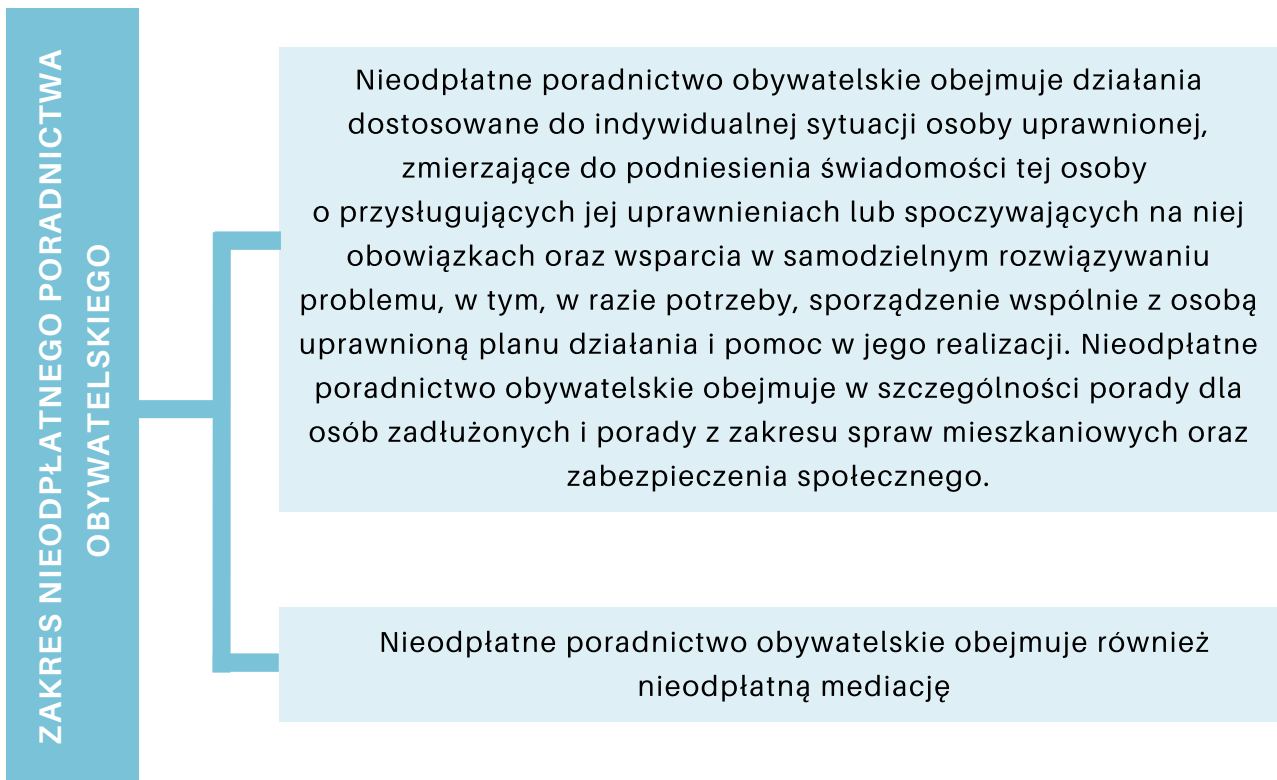 ZAKRES NIEODPŁATNEGO PORADNICTWA
OBYWATELSKIEGO
Nieodpłatne poradnictwo obywatelskie obejmuje działania
dostosowane do indywidualnej sytuacji osoby uprawnionej,
zmierzające do podniesienia świadomości tej osoby
o przysługujących jej uprawnieniach lub spoczywających na niej
obowiązkach oraz wsparcia w samodzielnym rozwiązywaniu
problemu, w tym, w razie potrzeby, sporządzenie wspólnie z osobą
uprawnioną planu działania i pomoc w jego realizacji. Nieodpłatne
poradnictwo obywatelskie obejmuje w szczególności porady dla
osób zadłużonych i porady z zakresu spraw mieszkaniowych oraz
zabezpieczenia społecznego.
Nieodpłatne poradnictwo obywatelskie obejmuje również
nieodpłatną mediację